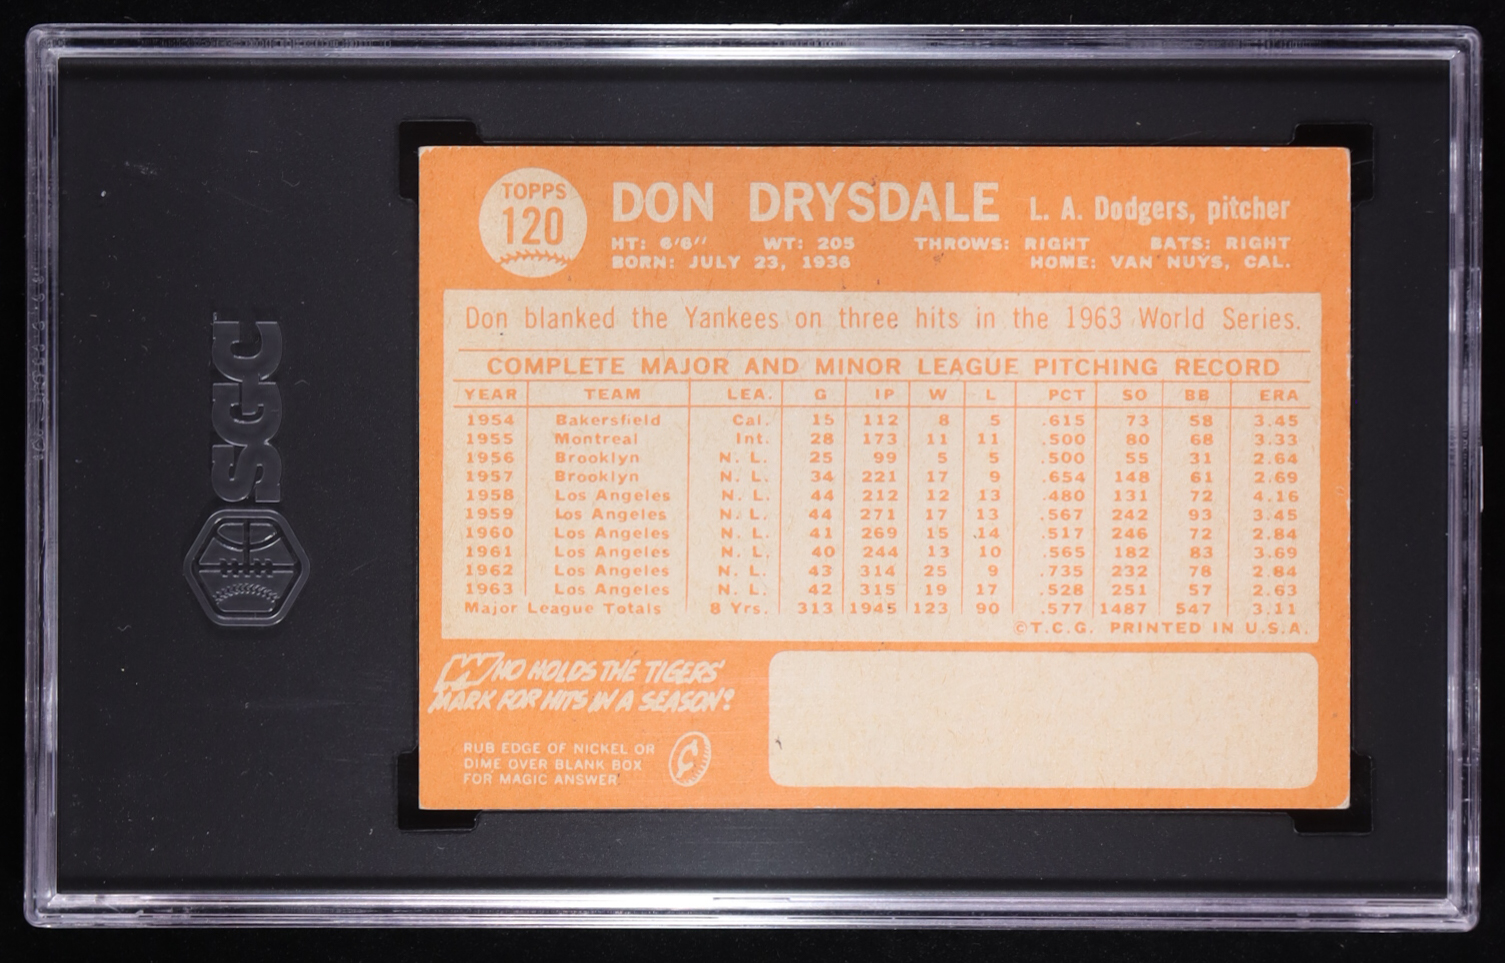 SGC
TOPPS
120
DON DRYSDALE L. A. Dodgers, pitcher
HT: 6'6" WT: 205 THROWS: RIGHT BATS: RIGHT
BORN: JULY 23, 1936 HOME: VAN NUYS, CAL.
Don blanked the Yankees on three hits in the 1963 World Series.
COMPLETE MAJOR AND MINOR LEAGUE PITCHING RECORD
YEAR TEAM LEA. G IP W L PCT SO BB ERA
1954 Bakersfield Cal. 15 112 8 5 .615 73 58 3.45
1955 Montreal Int. 28 173 11 11 .500 80 68 3.33
1956 Brooklyn N. L. 25 99 5 5 .500 55 31 2.64
1957 Brooklyn N. L. 34 221 17 9 .654 148 61 2.69
1958 Los Angeles N. L. 44 212 12 13 .480 131 72 4.16
1959 Los Angeles N. L. 44 271 17 13 .567 242 93 3.45
1960 Los Angeles N. L. 41 269 15 14 .517 246 72 2.84
1961 Los Angeles N. L. 40 244 13 10 .565 182 83 3.69
1962 Los Angeles N. L. 43 314 25 9 .735 232 78 2.84
1963 Los Angeles N. L. 42 315 19 17 .528 251 57 2.63
Major League Totals 8 Yrs. 313 1945 123 90 .577 1487 547 3.11
©T.C.G. PRINTED IN U.S.A.
WHO HOLDS THE TIGERS'
MARK FOR HITS IN A SEASON?
RUB EDGE OF NICKEL OR
DIME OVER BLANK BOX
FOR MAGIC ANSWER